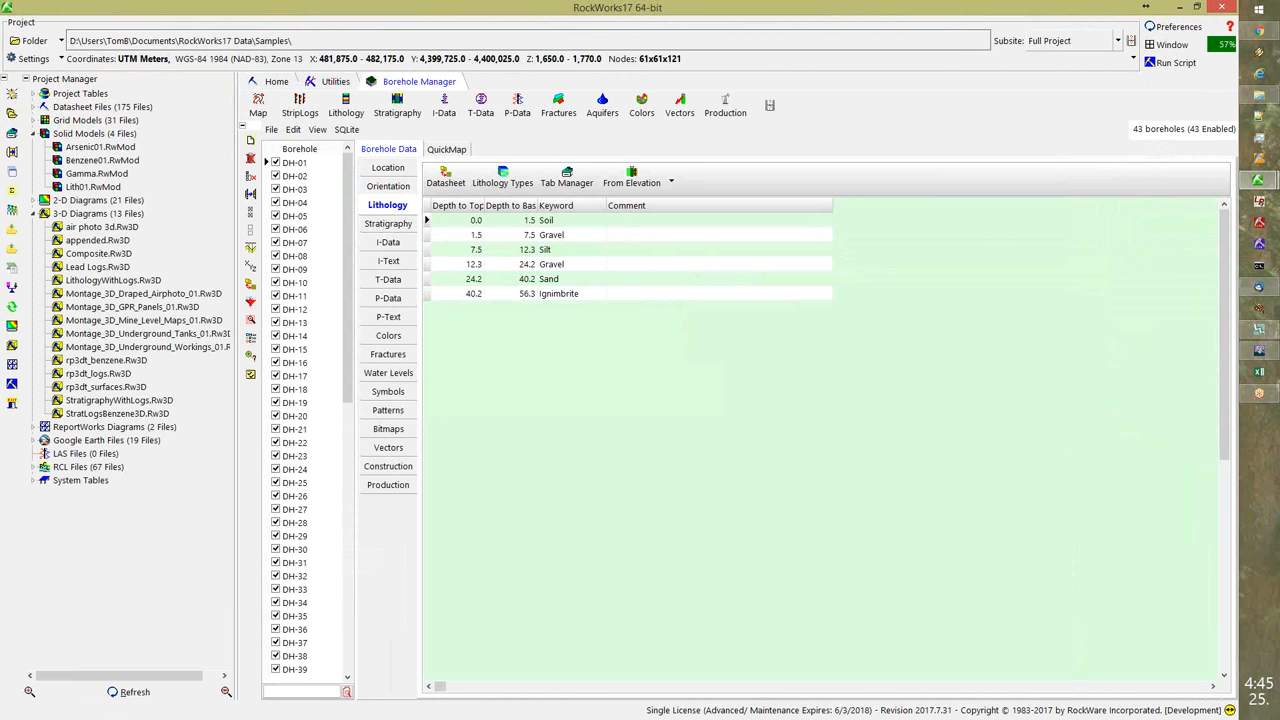 RockWorks17 64-bit
Project
Folder D:\Users\TomB\Documents\RockWorks17 Data\Samples\ Subsite: Full Project
Settings Coordinates: UTM Meters, WGS-84 1984 (NAD-83), Zone 13 X: 481,875.0 - 482,175.0 Y: 4,399,725.0 - 4,400,025.0 Z: 1,650.0 - 1,770.0 Nodes: 61x61x121
Preferences ?
Window 57%
Run Script
Project Manager
Project Tables
Datasheet Files (175 Files)
Grid Models (31 Files)
Solid Models (4 Files)
Arsenic01.RwMod
Benzene01.RwMod
Gamma.RwMod
Lith01.RwMod
2-D Diagrams (21 Files)
3-D Diagrams (13 Files)
air photo 3d.Rw3D
appended.Rw3D
Composite.Rw3D
Lead Logs.Rw3D
LithologyWithLogs.Rw3D
Montage_3D_Draped_Airphoto_01.Rw3D
Montage_3D_GPR_Panels_01.Rw3D
Montage_3D_Mine_Level_Maps_01.Rw3D
Montage_3D_Underground_Tanks_01.Rw3D
Montage_3D_Underground_Workings_01.R
rp3dt_benzene.Rw3D
rp3dt_logs.Rw3D
rp3dt_surfaces.Rw3D
StratigraphyWithLogs.Rw3D
StratLogsBenzene3D.Rw3D
ReportWorks Diagrams (2 Files)
Google Earth Files (19 Files)
LAS Files (0 Files)
RCL Files (67 Files)
System Tables
Refresh
Home Utilities Borehole Manager
Map StripLogs Lithology Stratigraphy I-Data T-Data P-Data Fractures Aquifers Colors Vectors Production
File Edit View SQLite
43 boreholes (43 Enabled)
Borehole
DH-01
DH-02
DH-03
DH-04
DH-05
DH-06
DH-07
DH-08
DH-09
DH-10
DH-11
DH-12
DH-13
DH-14
DH-15
DH-16
DH-17
DH-18
DH-19
DH-20
DH-21
DH-22
DH-23
DH-24
DH-25
DH-26
DH-27
DH-28
DH-29
DH-30
DH-31
DH-32
DH-33
DH-34
DH-35
DH-36
DH-37
DH-38
DH-39
Borehole Data QuickMap
Location
Orientation
Lithology
Stratigraphy
I-Data
I-Text
T-Data
P-Data
P-Text
Colors
Fractures
Water Levels
Symbols
Patterns
Bitmaps
Vectors
Construction
Production
Datasheet Lithology Types Tab Manager From Elevation
Depth to Top Depth to Bas Keyword Comment
0.0 1.5 Soil
1.5 7.5 Gravel
7.5 12.3 Silt
12.3 24.2 Gravel
24.2 40.2 Sand
40.2 56.3 Ignimbrite
4:45
25.
Single License (Advanced/ Maintenance Expires: 6/3/2018) - Revision 2017.7.31 - Copyright © 1983-2017 by RockWare Incorporated. [Development]